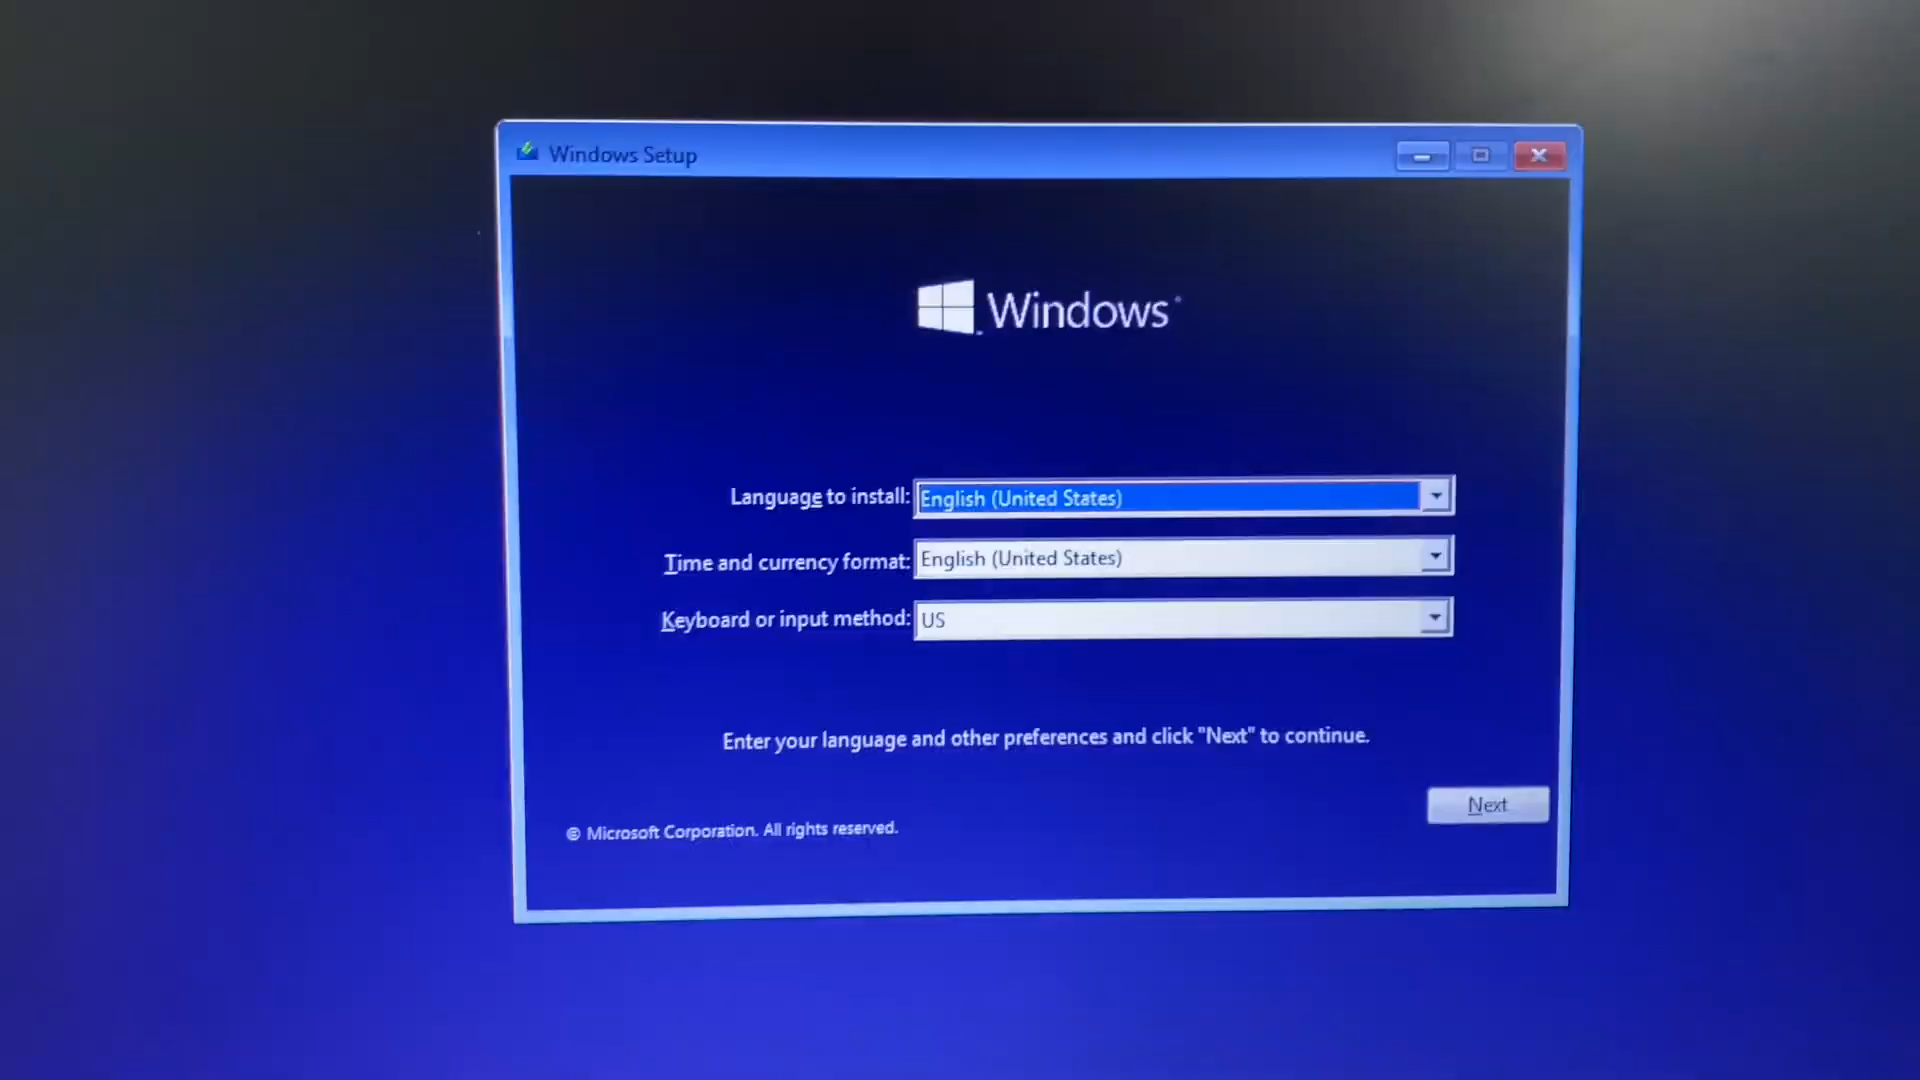 Windows Setup
Windows
Language to install: English (United States)
Time and currency format: English (United States)
Keyboard or input method: US
Enter your language and other preferences and click "Next" to continue.
Next
© Microsoft Corporation. All rights reserved.